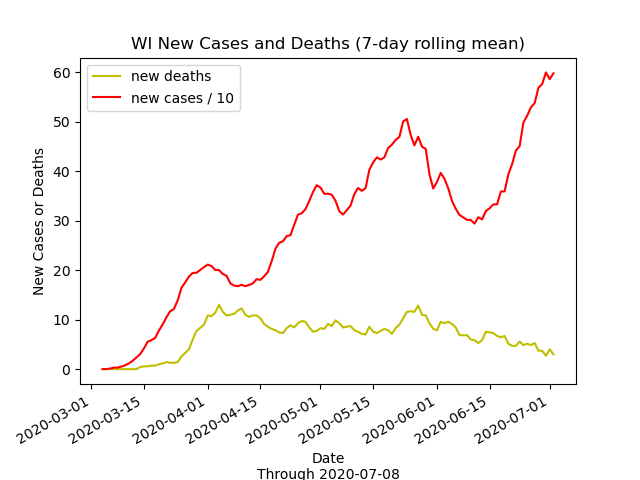 WI New Cases and Deaths (7-day rolling mean)
new deaths
new cases / 10
60
50
40
30
20
10
0
New Cases or Deaths
2020-03-01
2020-03-15
2020-04-01
2020-04-15
2020-05-01
2020-05-15
2020-06-01
2020-06-15
2020-07-01
Date
Through 2020-07-08